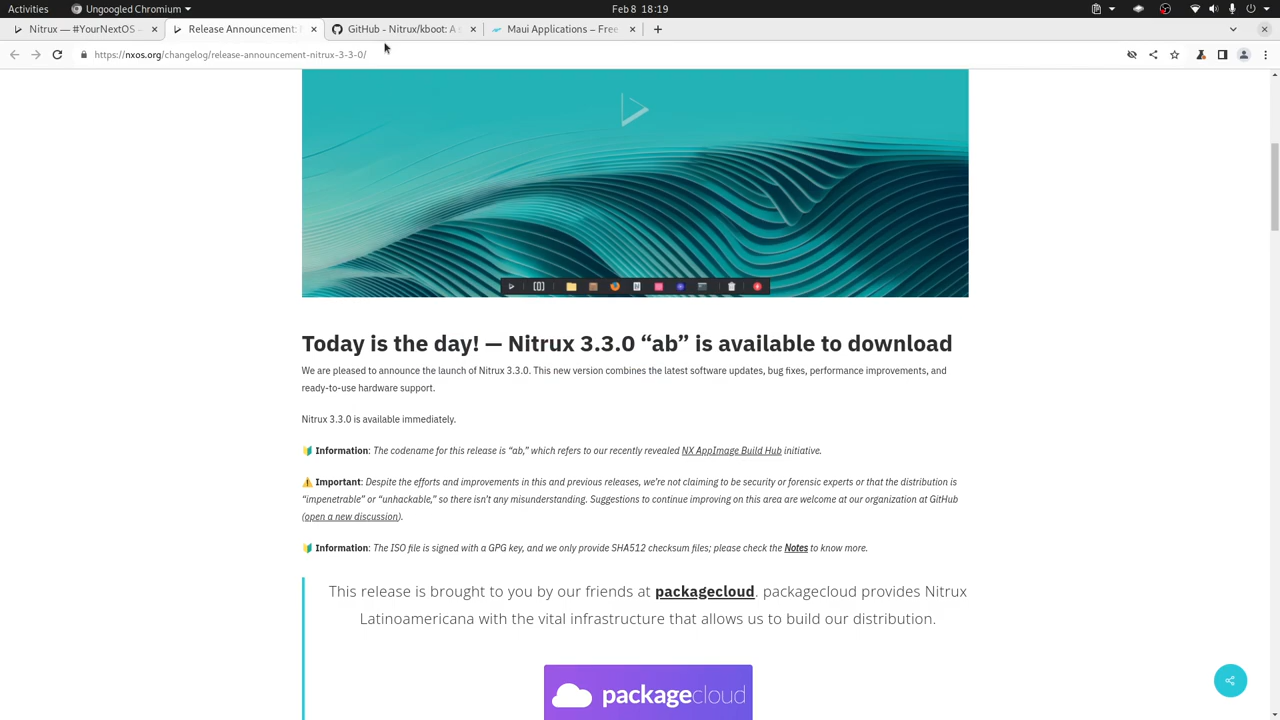 Activities
Ungoogled Chromium
Feb 8 18:19
Nitrux — #YourNextOS -
Release Announcement:
GitHub - Nitrux/kboot: A
Maui Applications – Free
https://nxos.org/changelog/release-announcement-nitrux-3-3-0/
Today is the day! — Nitrux 3.3.0 “ab” is available to download
We are pleased to announce the launch of Nitrux 3.3.0. This new version combines the latest software updates, bug fixes, performance improvements, and
ready-to-use hardware support.
Nitrux 3.3.0 is available immediately.
🔰 Information: The codename for this release is “ab,” which refers to our recently revealed NX AppImage Build Hub initiative.
⚠️ Important: Despite the efforts and improvements in this and previous releases, we’re not claiming to be security or forensic experts or that the distribution is
“impenetrable” or “unhackable,” so there isn’t any misunderstanding. Suggestions to continue improving on this area are welcome at our organization at GitHub
(open a new discussion).
🔰 Information: The ISO file is signed with a GPG key, and we only provide SHA512 checksum files; please check the Notes to know more.
This release is brought to you by our friends at packagecloud. packagecloud provides Nitrux
Latinoamericana with the vital infrastructure that allows us to build our distribution.
packagecloud